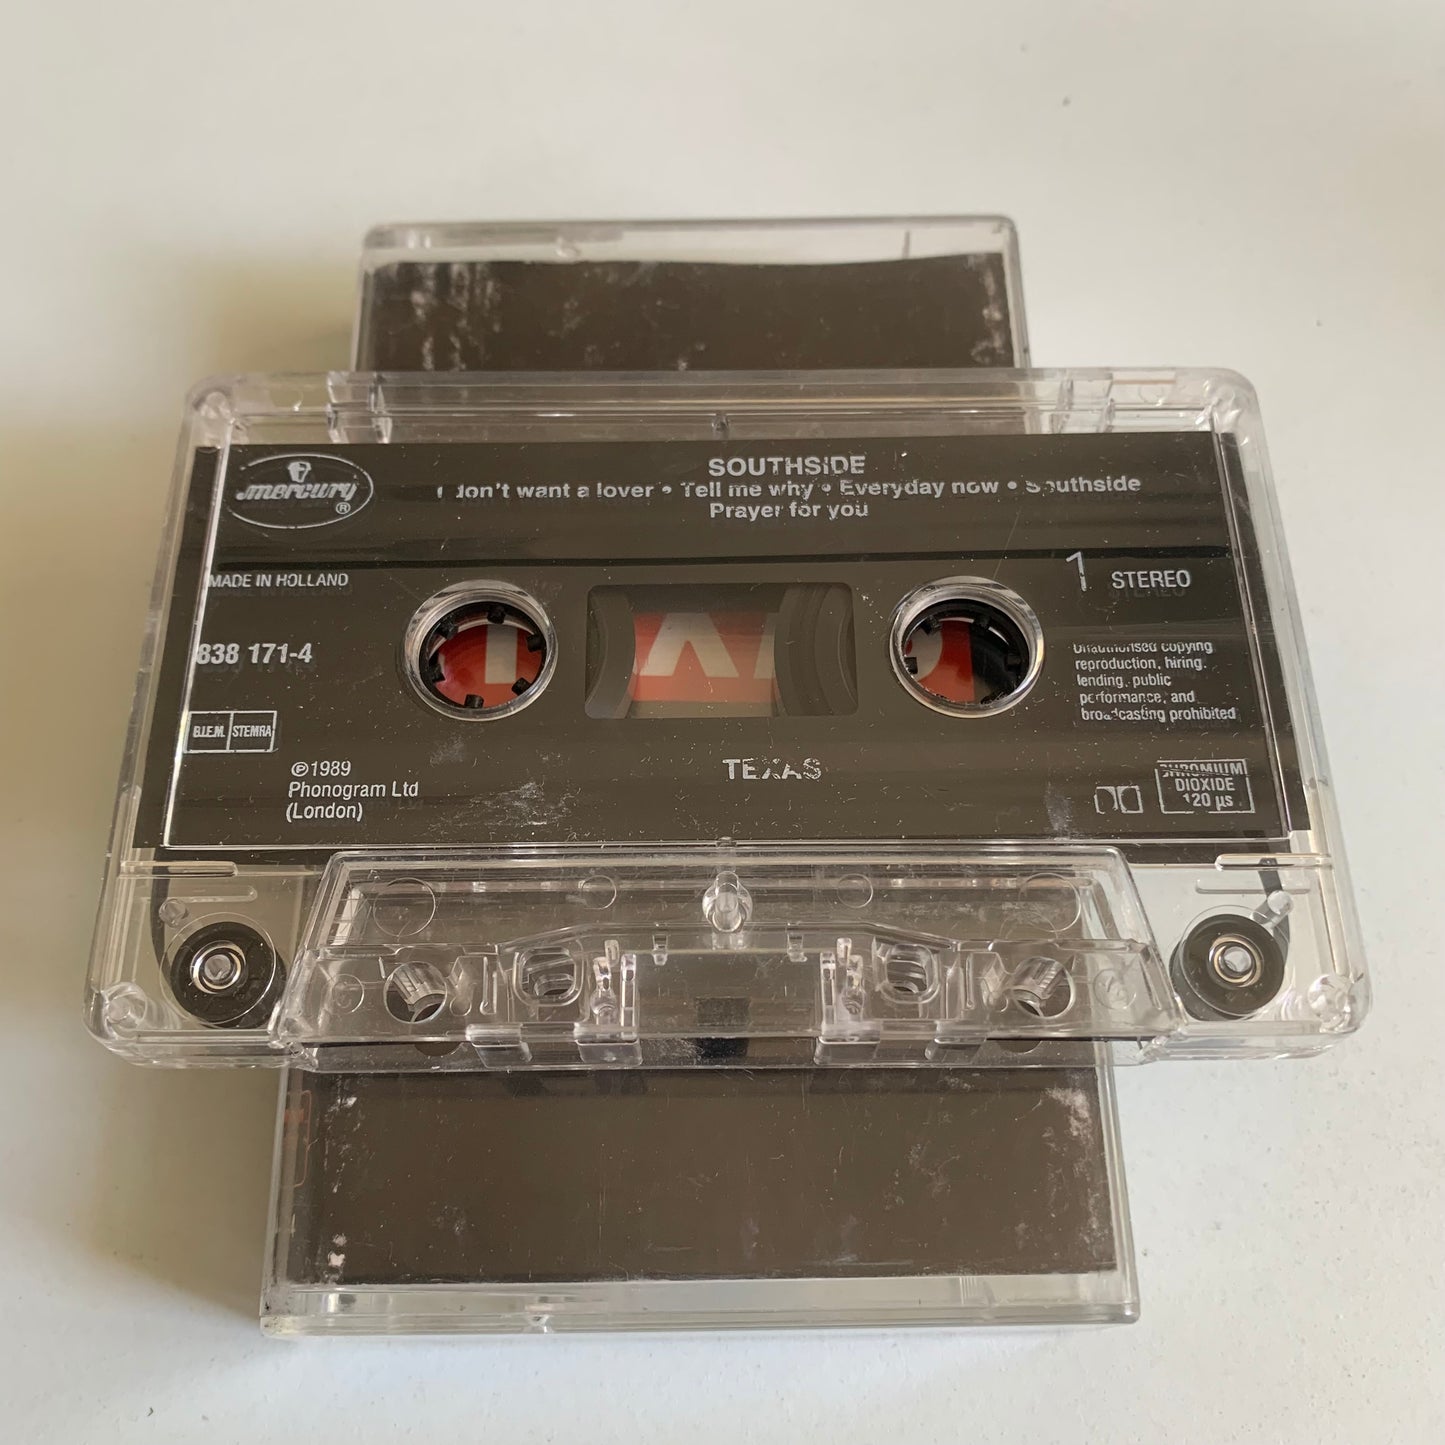 SOUTHSIDE
I don't want a lover • Tell me why • Everyday now • Southside
Prayer for you
mercury
®
MADE IN HOLLAND
1 STEREO
838 171-4
Unauthorised copying
reproduction, hiring,
lending, public
performance, and
broadcasting prohibited
B.I.E.M. STEMRA
℗1989
Phonogram Ltd
(London)
TEXAS
CHROMIUM
DIOXIDE
120 µs
X